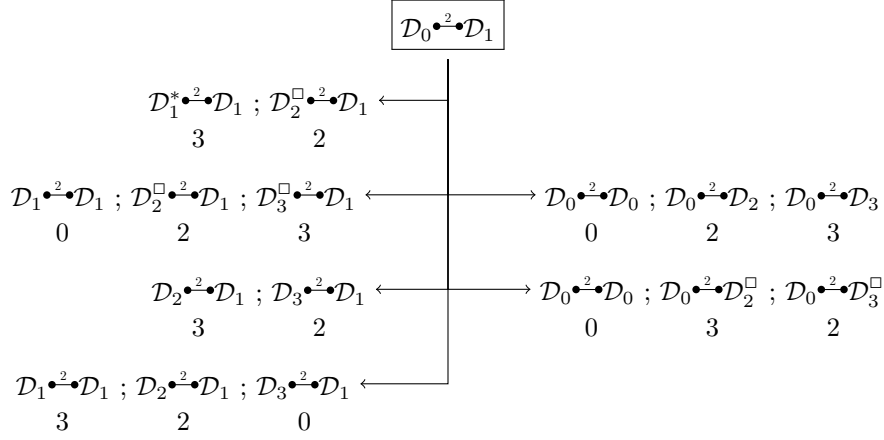 𝒟₀ •–²–• 𝒟₁
𝒟₁* •–²–• 𝒟₁ ; 𝒟₂□ •–²–• 𝒟₁
3 2
𝒟₁ •–²–• 𝒟₁ ; 𝒟₂□ •–²–• 𝒟₁ ; 𝒟₃□ •–²–• 𝒟₁ 𝒟₀ •–²–• 𝒟₀ ; 𝒟₀ •–²–• 𝒟₂ ; 𝒟₀ •–²–• 𝒟₃
0 2 3 0 2 3
𝒟₂ •–²–• 𝒟₁ ; 𝒟₃ •–²–• 𝒟₁ 𝒟₀ •–²–• 𝒟₀ ; 𝒟₀ •–²–• 𝒟₂□ ; 𝒟₀ •–²–• 𝒟₃□
3 2 0 3 2
𝒟₁ •–²–• 𝒟₁ ; 𝒟₂ •–²–• 𝒟₁ ; 𝒟₃ •–²–• 𝒟₁
3 2 0